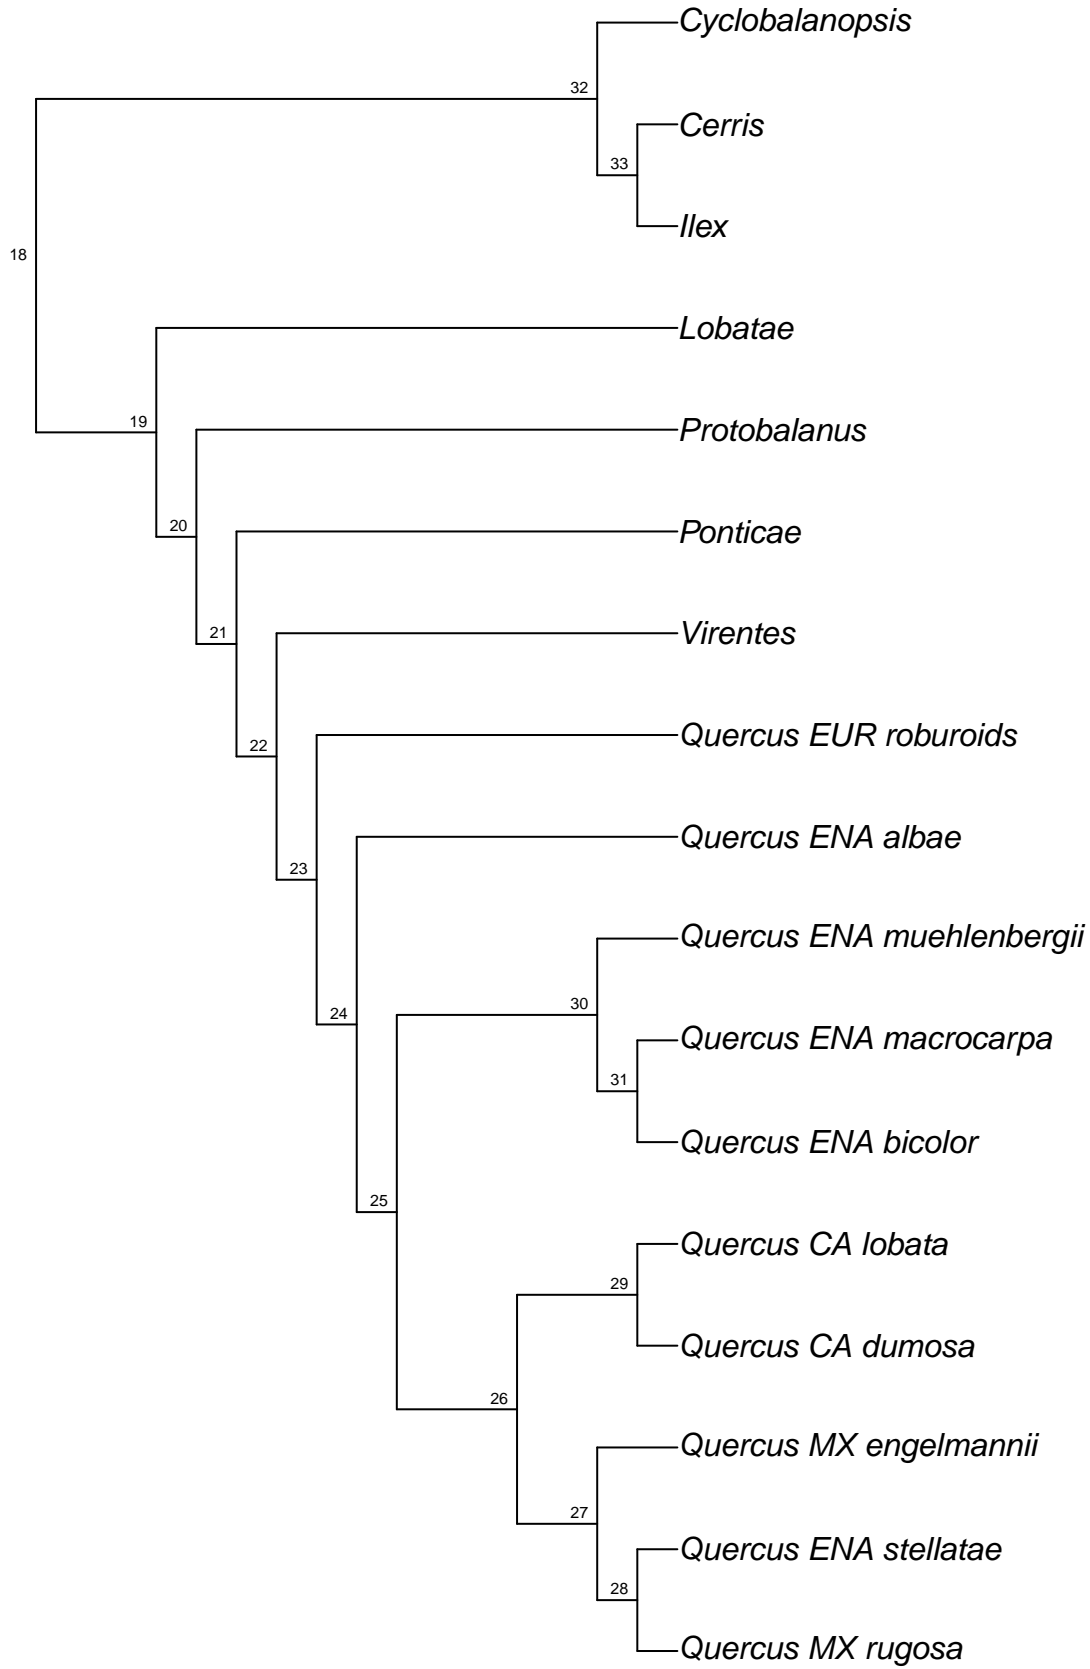 Cyclobalanopsis
32
Cerris
33
Ilex
18
Lobatae
19
Protobalanus
20
Ponticae
21
Virentes
22
Quercus EUR roburoids
Quercus ENA albae
23
Quercus ENA muehlenbergii
30
24
Quercus ENA macrocarpa
31
Quercus ENA bicolor
25
Quercus CA lobata
29
Quercus CA dumosa
26
Quercus MX engelmannii
27
Quercus ENA stellatae
28
Quercus MX rugosa